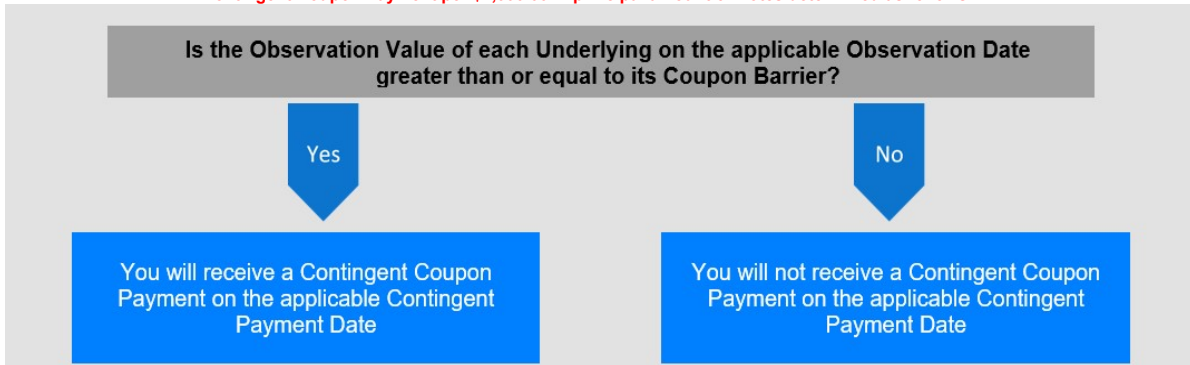 Is the Observation Value of each Underlying on the applicable Observation Date
greater than or equal to its Coupon Barrier?
Yes
No
You will receive a Contingent Coupon
Payment on the applicable Contingent
Payment Date
You will not receive a Contingent Coupon
Payment on the applicable Contingent
Payment Date